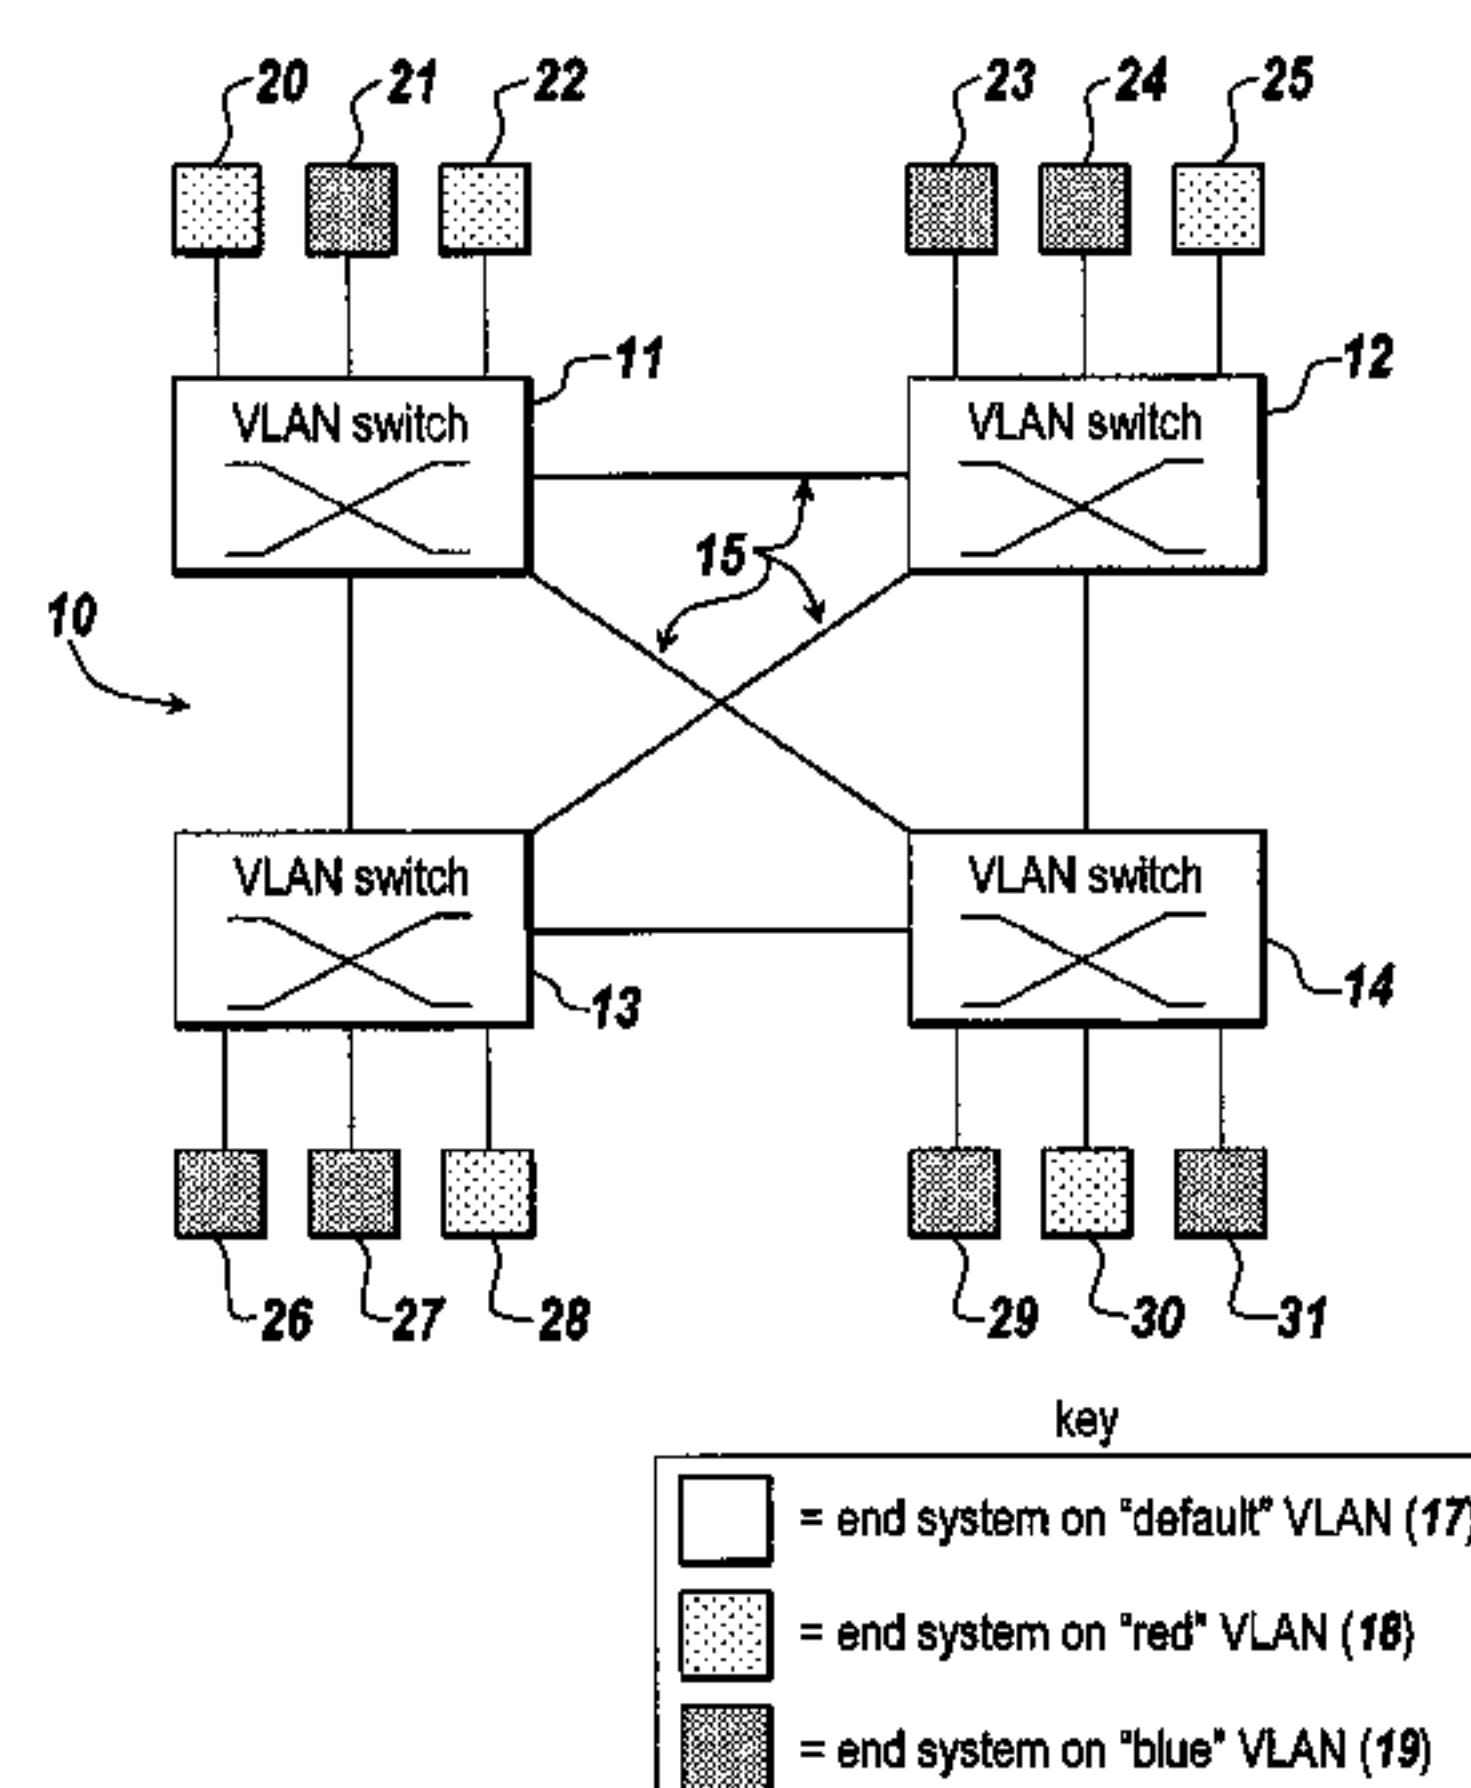 20 21 22 23 24 25
11 12
VLAN switch VLAN switch
15
10
VLAN switch VLAN switch
13 14
26 27 28 29 30 31
key
= end system on "default" VLAN (17)
= end system on "red" VLAN (18)
= end system on "blue" VLAN (19)